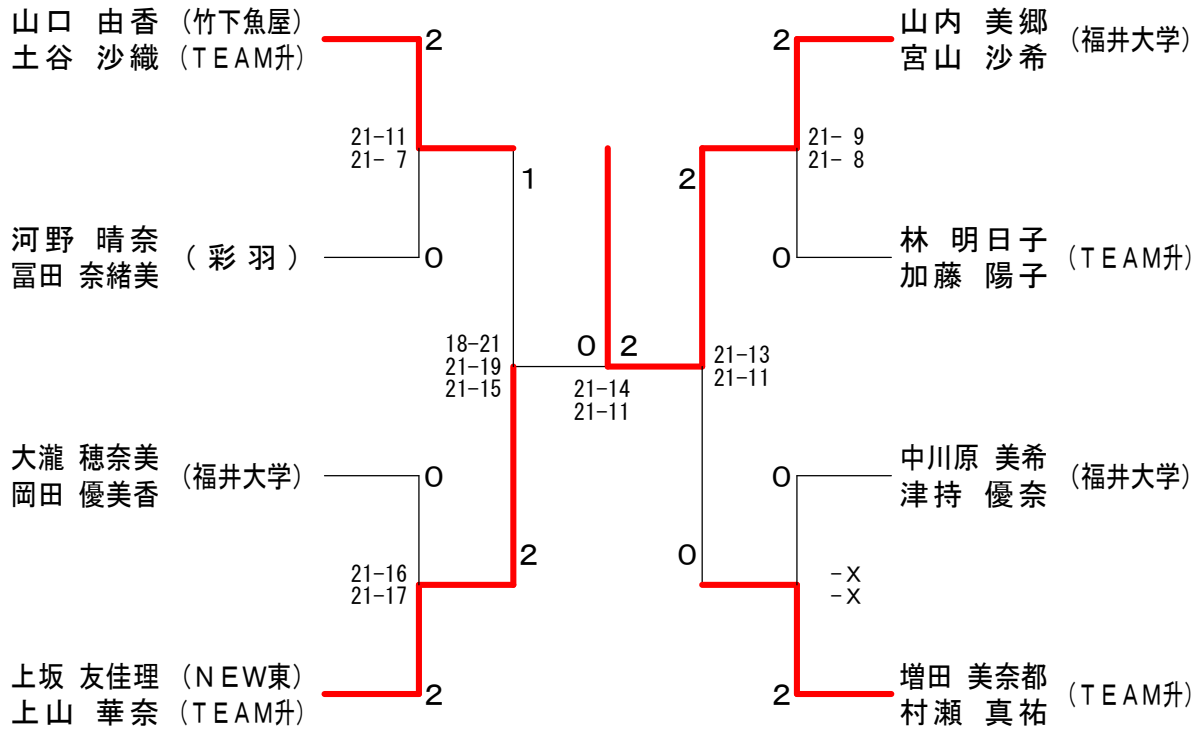 山口 由香 (竹下魚屋)
土谷 沙織 (TEAM升)
2
21-11
21- 7
1
河野 晴奈
冨田 奈緒美
(彩羽)
0
18-21
21-19
21-15
大瀧 穂奈美
岡田 優美香
(福井大学)
0
21-16
21-17
2
上坂 友佳理 (NEW東)
上山 華奈 (TEAM升)
2
0 2
21-14
21-11
2
山内 美郷
宮山 沙希
(福井大学)
21- 9
21- 8
2
0
林 明日子
加藤 陽子
(TEAM升)
21-13
21-11
0
中川原 美希
津持 優奈
(福井大学)
0
-X
-X
2
増田 美奈都
村瀬 真祐
(TEAM升)